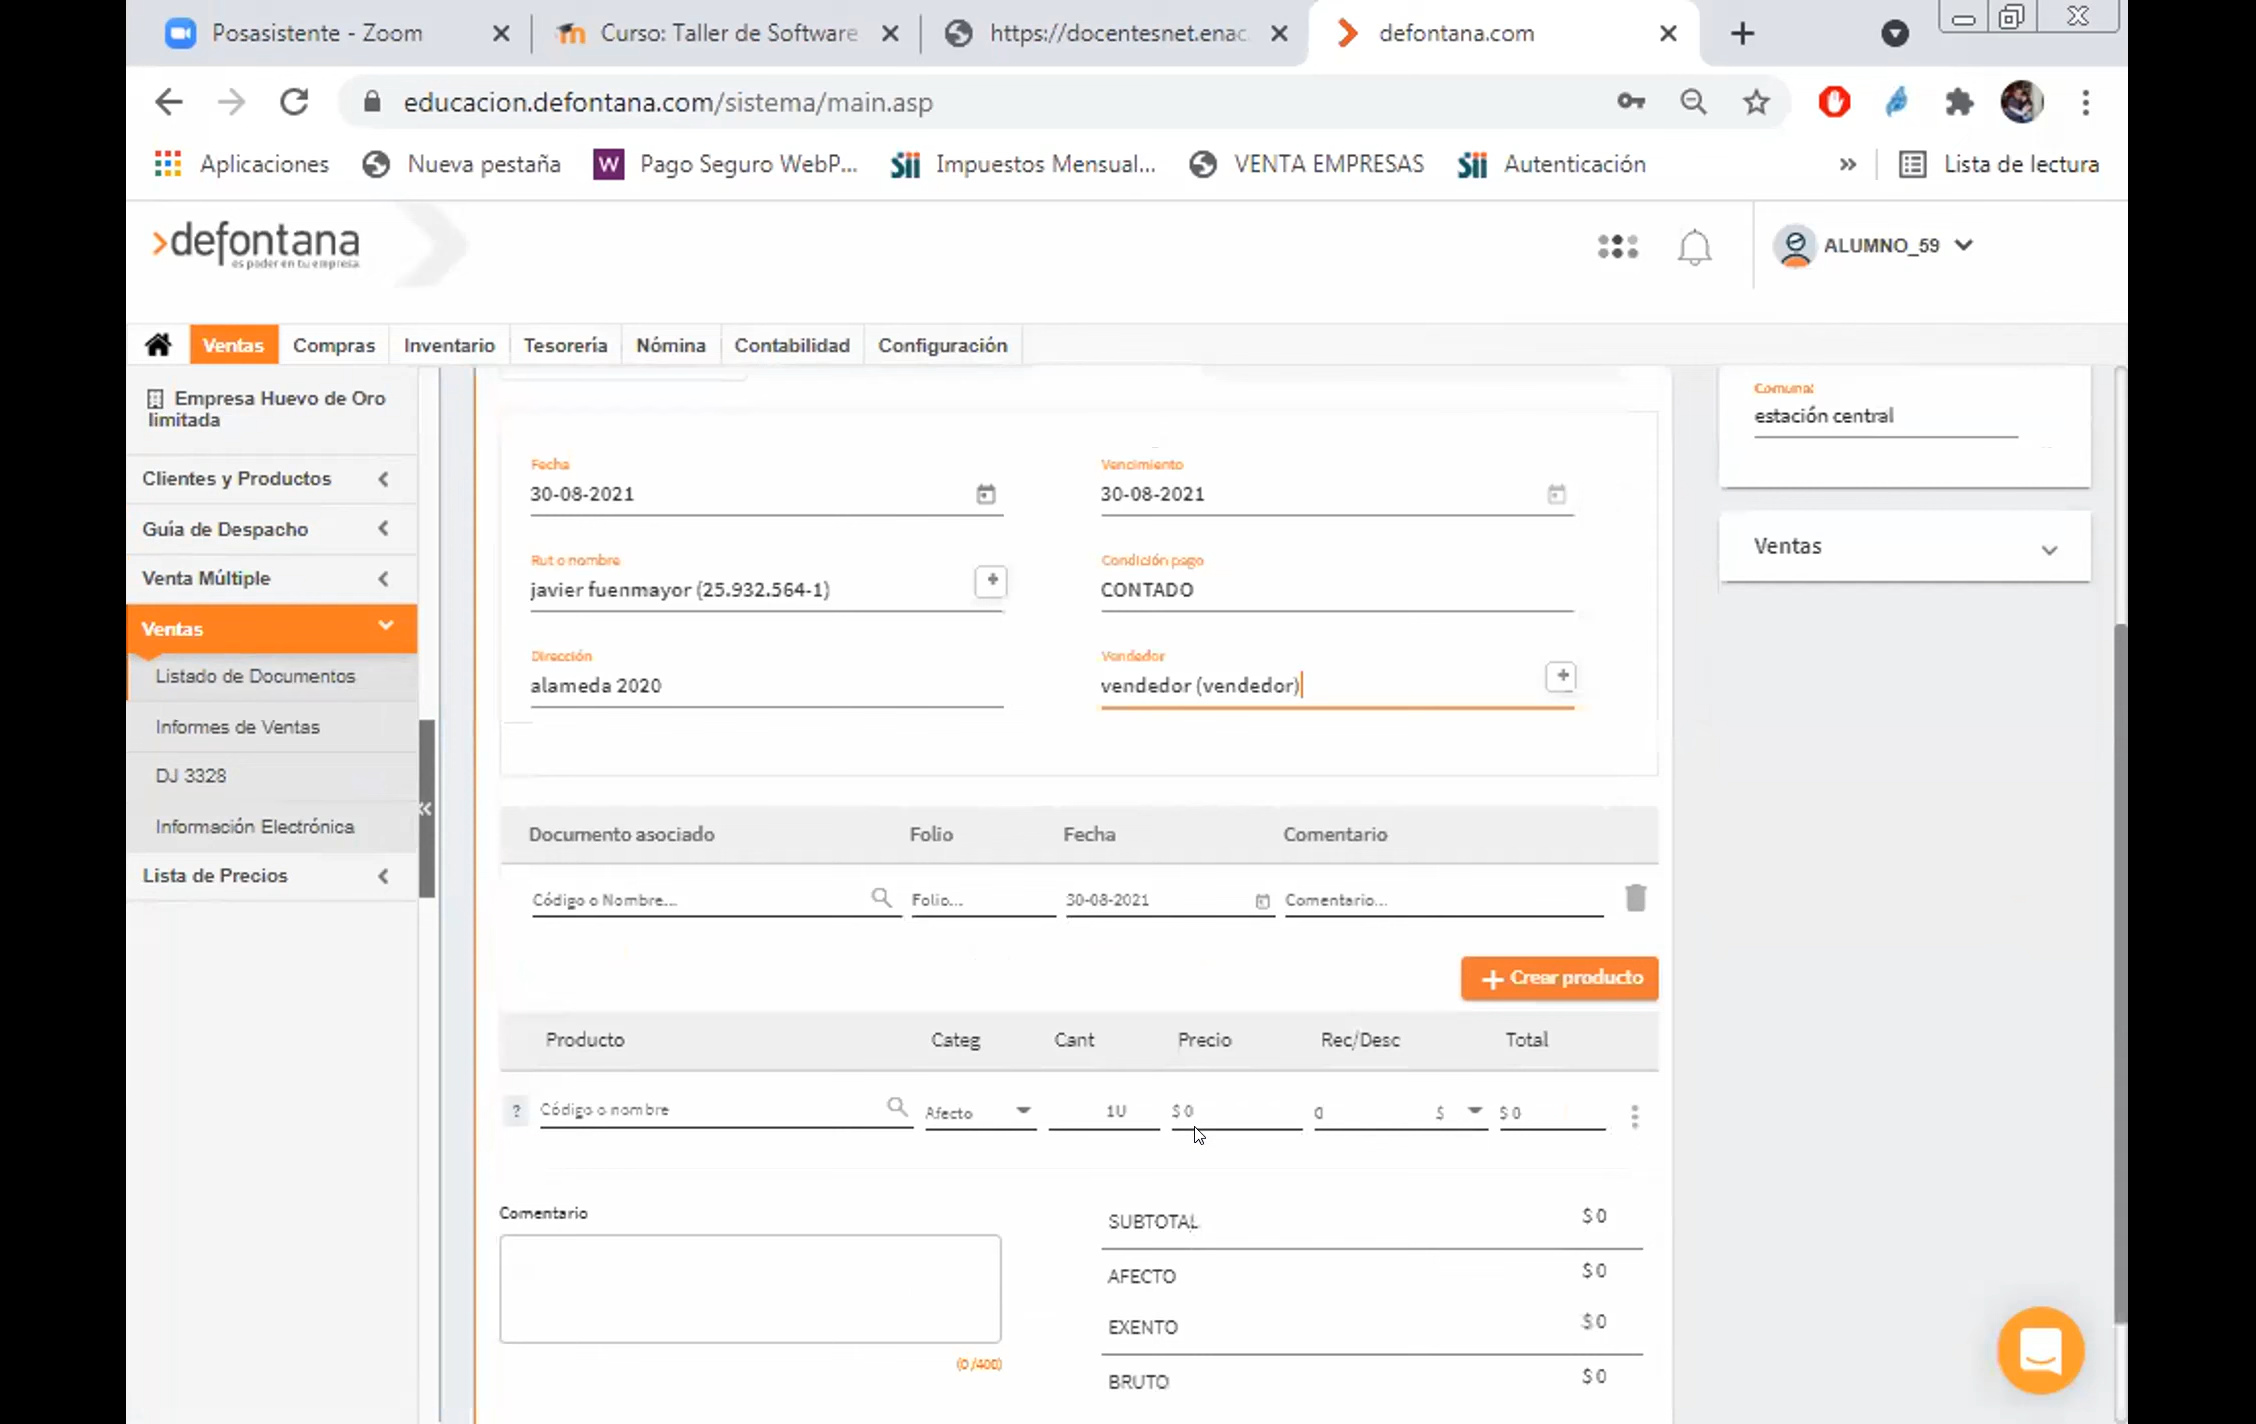 Posasistente - Zoom
Curso: Taller de Software
https://docentesnet.enac
defontana.com
educacion.defontana.com/sistema/main.asp
Aplicaciones
Nueva pestaña
W Pago Seguro WebP...
Sii Impuestos Mensual...
VENTA EMPRESAS
Sii Autenticación
»
Lista de lectura
defontana
es poder en tu empresa.
ALUMNO_59
Ventas
Compras
Inventario
Tesorería
Nómina
Contabilidad
Configuración
Empresa Huevo de Oro
limitada
Clientes y Productos
Guía de Despacho
Venta Múltiple
Ventas
Listado de Documentos
Informes de Ventas
DJ 3328
Información Electrónica
Lista de Precios
Fecha
30-08-2021
Vencimiento
30-08-2021
Rut o nombre
javier fuenmayor (25.932.564-1)
Condición pago
CONTADO
Dirección
alameda 2020
Vendedor
vendedor (vendedor)
Documento asociado Folio Fecha Comentario
Código o Nombre... Folio... 30-08-2021 Comentario...
+ Crear producto
Producto Categ Cant Precio Rec/Desc Total
? Código o nombre Afecto 1U $ 0 0 $ $ 0
Comentario
(0 /400)
SUBTOTAL $ 0
AFECTO $ 0
EXENTO $ 0
BRUTO $ 0
Comuna:
estación central
Ventas